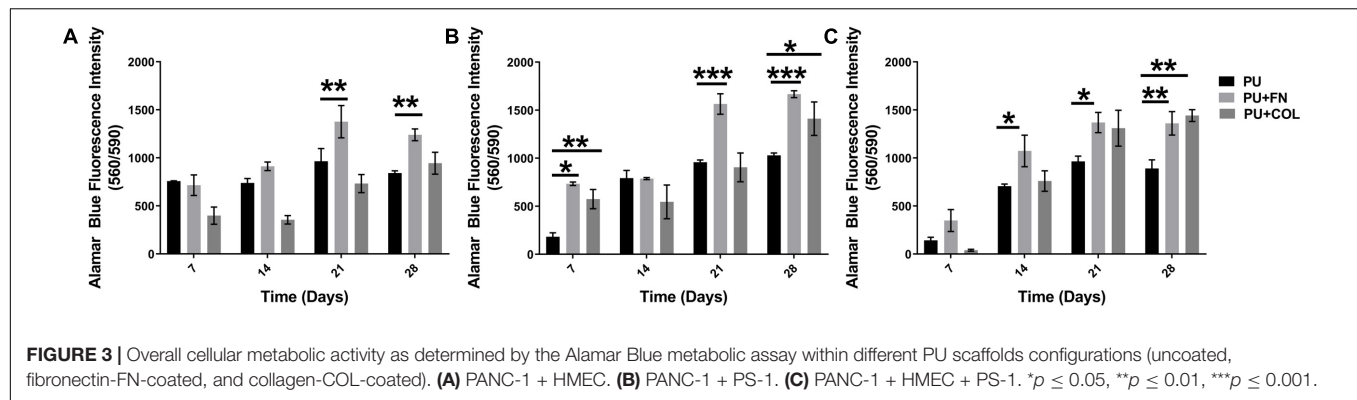 A
Alamar Blue Fluorescence Intensity
(560/590)
2000
1500
1000
500
0
**
**
7
14
21
28
Time (Days)
B
Alamar Blue Fluorescence Intensity
(560/590)
2000
1500
1000
500
0
**
*
***
*
***
7
14
21
28
Time (Days)
C
Alamar Blue Fluorescence Intensity
(560/590)
2000
1500
1000
500
0
*
*
**
**
7
14
21
28
Time (Days)
PU
PU+FN
PU+COL
FIGURE 3 | Overall cellular metabolic activity as determined by the Alamar Blue metabolic assay within different PU scaffolds configurations (uncoated,
fibronectin-FN-coated, and collagen-COL-coated). (A) PANC-1 + HMEC. (B) PANC-1 + PS-1. (C) PANC-1 + HMEC + PS-1. *p ≤ 0.05, **p ≤ 0.01, ***p ≤ 0.001.